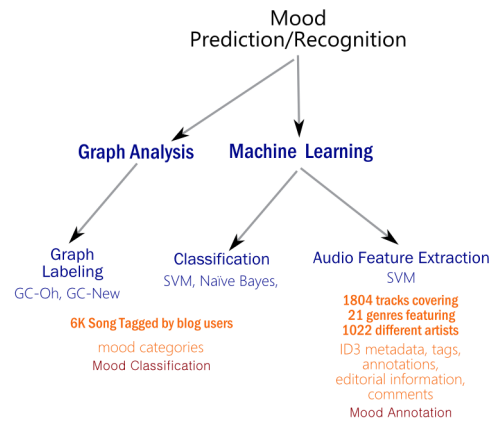 Mood
Prediction/Recognition
Graph Analysis
Machine Learning
Graph
Labeling
GC-Oh, GC-New
Classification
SVM, Naïve Bayes,
Audio Feature Extraction
SVM
6K Song Tagged by blog users
mood categories
Mood Classification
1804 tracks covering
21 genres featuring
1022 different artists
ID3 metadata, tags,
annotations,
editorial information,
comments
Mood Annotation